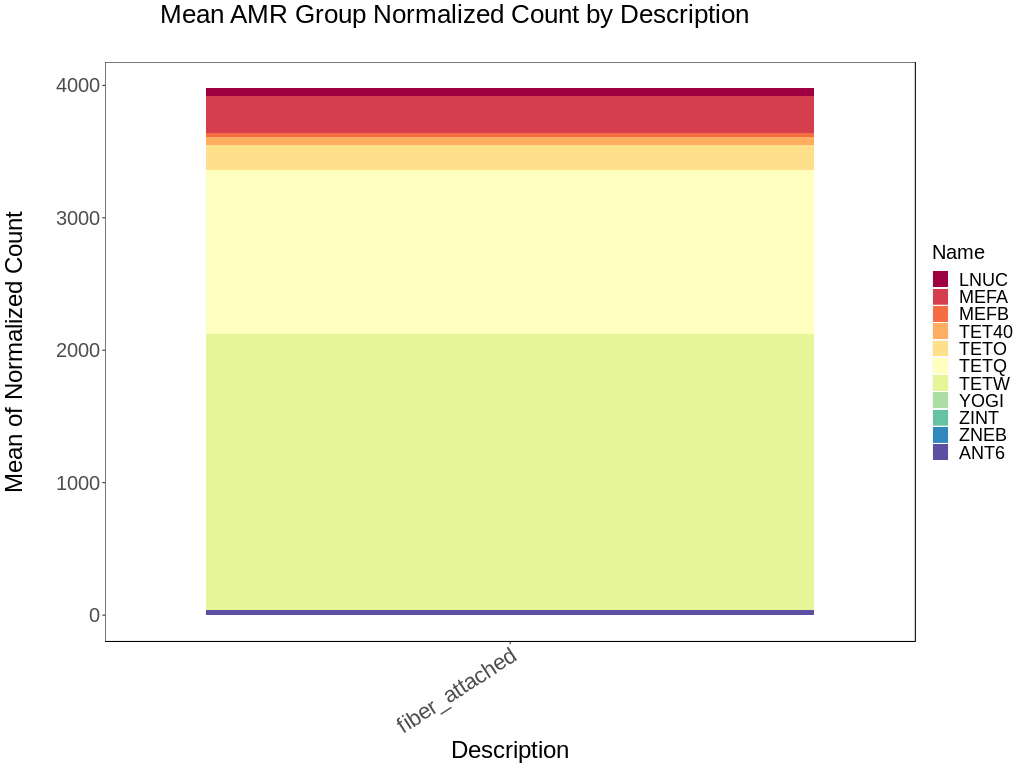 Mean AMR Group Normalized Count by Description
Mean of Normalized Count
4000
3000
2000
1000
0
fiber_attached
Description
Name
LNUC
MEFA
MEFB
TET40
TETO
TETQ
TETW
YOGI
ZINT
ZNEB
ANT6